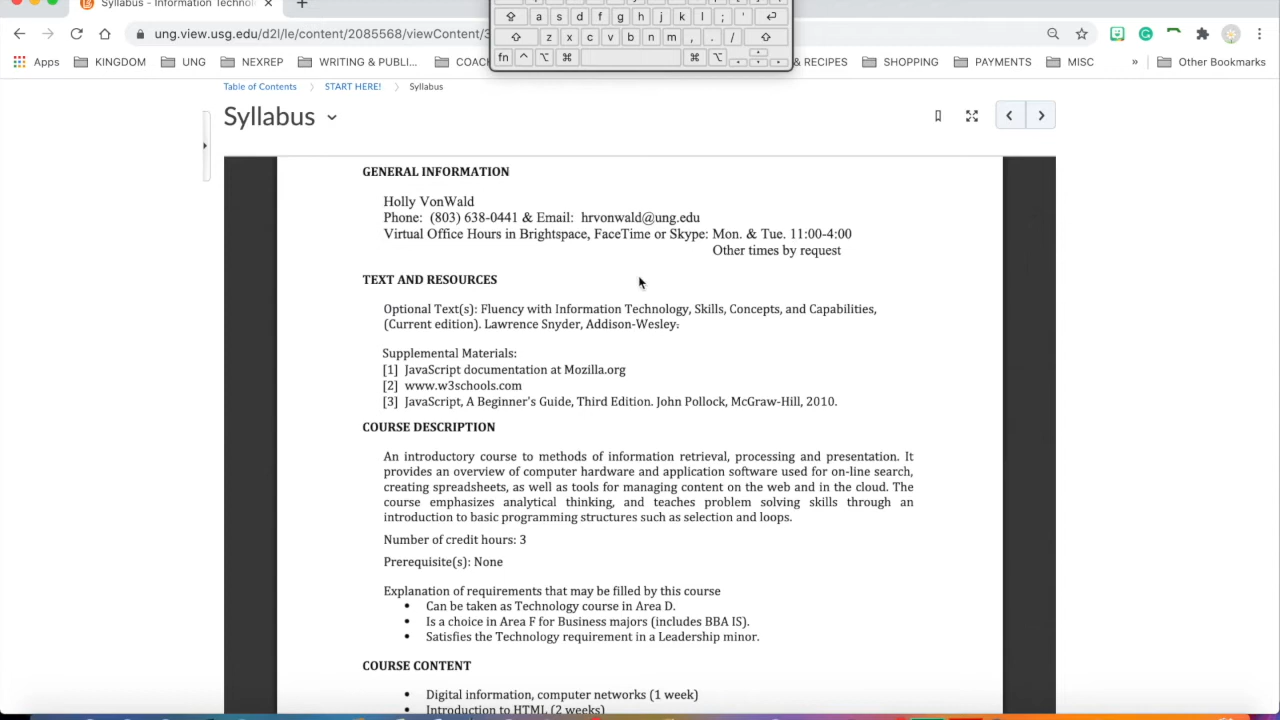 Syllabus - Information Technol
a s d f g h j k l ; '
ung.view.usg.edu/d2l/le/content/2085568/viewContent/3
z x c v b n m , . /
fn
Apps KINGDOM UNG NEXREP WRITING & PUBLI... COAC & RECIPES SHOPPING PAYMENTS MISC » Other Bookmarks
Table of Contents START HERE! Syllabus
Syllabus
GENERAL INFORMATION
Holly VonWald
Phone: (803) 638-0441 & Email: hrvonwald@ung.edu
Virtual Office Hours in Brightspace, FaceTime or Skype: Mon. & Tue. 11:00-4:00
Other times by request
TEXT AND RESOURCES
Optional Text(s): Fluency with Information Technology, Skills, Concepts, and Capabilities,
(Current edition). Lawrence Snyder, Addison-Wesley.
Supplemental Materials:
[1] JavaScript documentation at Mozilla.org
[2] www.w3schools.com
[3] JavaScript, A Beginner's Guide, Third Edition. John Pollock, McGraw-Hill, 2010.
COURSE DESCRIPTION
An introductory course to methods of information retrieval, processing and presentation. It
provides an overview of computer hardware and application software used for on-line search,
creating spreadsheets, as well as tools for managing content on the web and in the cloud. The
course emphasizes analytical thinking, and teaches problem solving skills through an
introduction to basic programming structures such as selection and loops.
Number of credit hours: 3
Prerequisite(s): None
Explanation of requirements that may be filled by this course
• Can be taken as Technology course in Area D.
• Is a choice in Area F for Business majors (includes BBA IS).
• Satisfies the Technology requirement in a Leadership minor.
COURSE CONTENT
• Digital information, computer networks (1 week)
• Introduction to HTML (2 weeks)